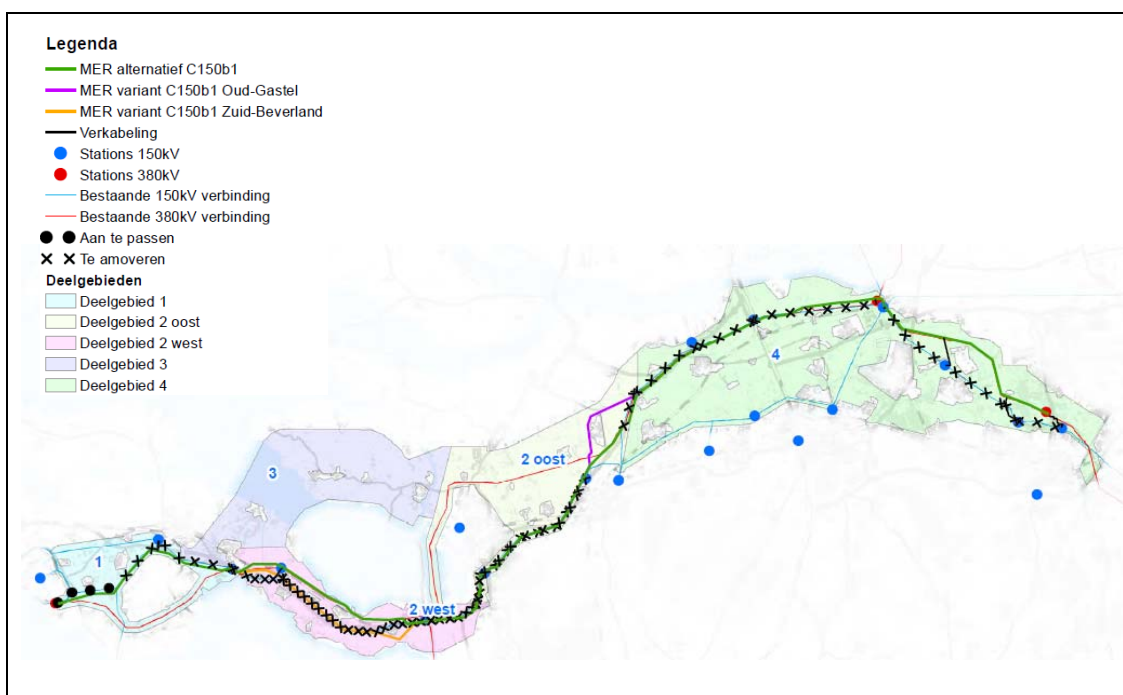 Legenda
MER alternatief C150b1
MER variant C150b1 Oud-Gastel
MER variant C150b1 Zuid-Beverland
Verkabeling
Stations 150kV
Stations 380kV
Bestaande 150kV verbinding
Bestaande 380kV verbinding
Aan te passen
Te amoveren
Deelgebieden
Deelgebied 1
Deelgebied 2 oost
Deelgebied 2 west
Deelgebied 3
Deelgebied 4
4
2 oost
3
1
2 west